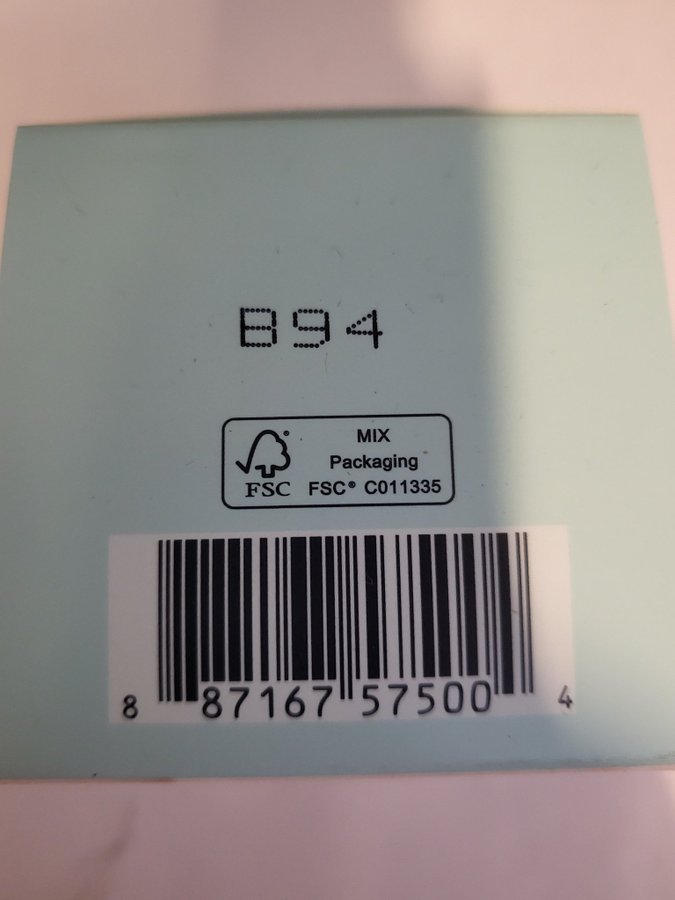 B94
MIX
Packaging
FSC FSC® C011335
8 87167 57500 4